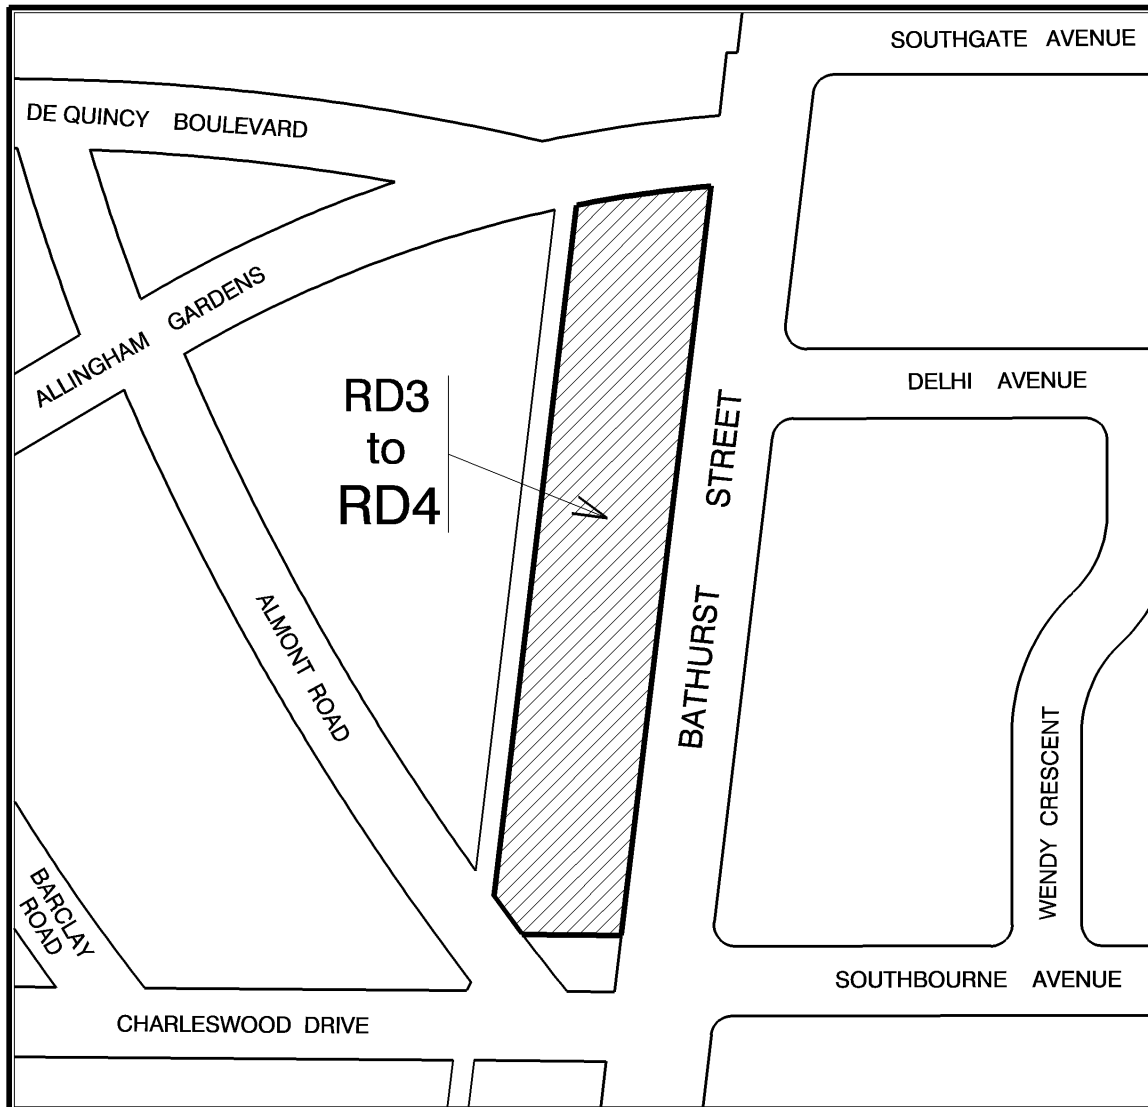 SOUTHGATE AVENUE
DE QUINCY BOULEVARD
ALLINGHAM GARDENS
RD3
to
RD4
DELHI AVENUE
BATHURST STREET
ALMONT ROAD
WENDY CRESCENT
BARCLAY
ROAD
SOUTHBOURNE AVENUE
CHARLESWOOD DRIVE